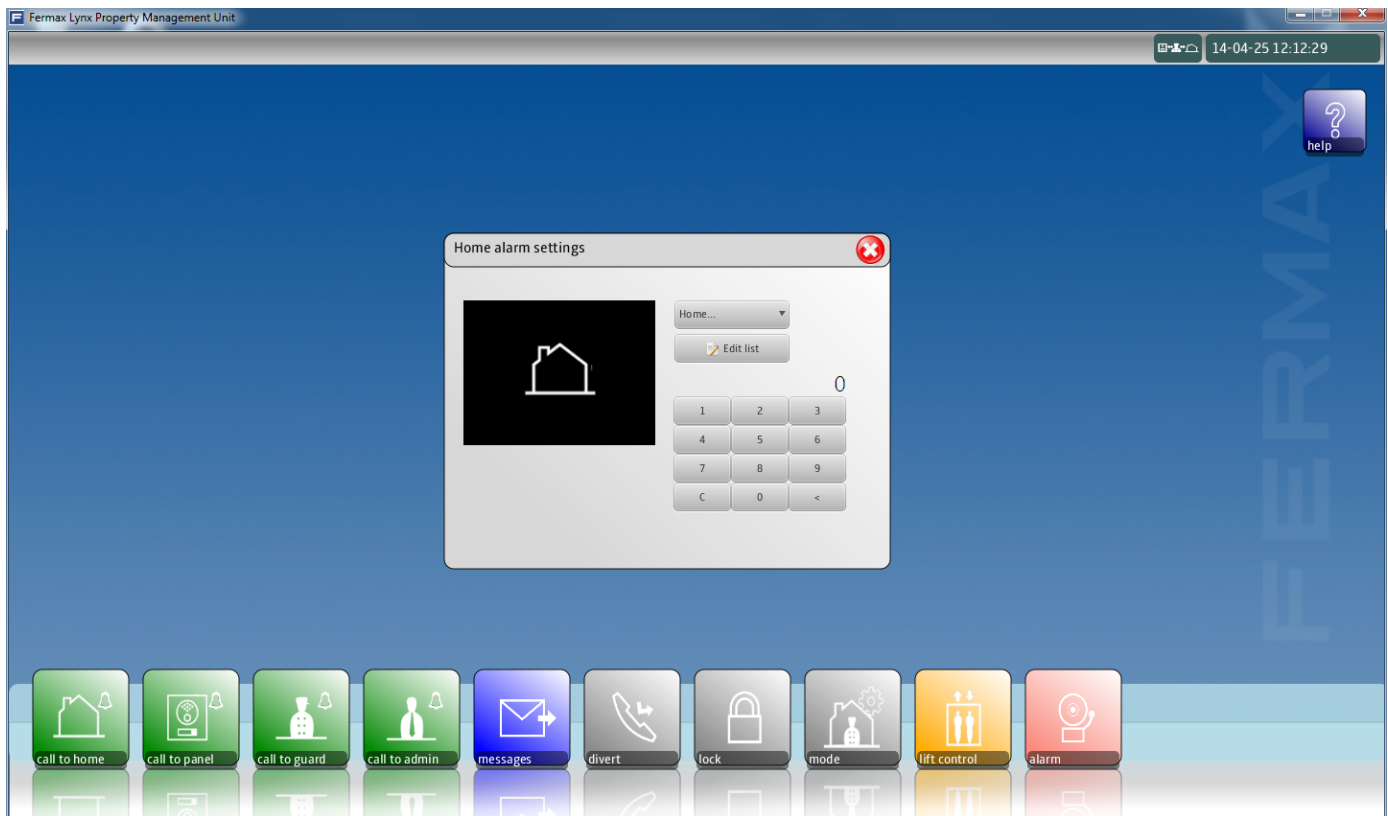 Fermax Lynx Property Management Unit
14-04-25 12:12:29
help
FERMAX
Home alarm settings
Home...
Edit list
0
1 2 3
4 5 6
7 8 9
C 0 <
call to home call to panel call to guard call to admin messages divert lock mode lift control alarm